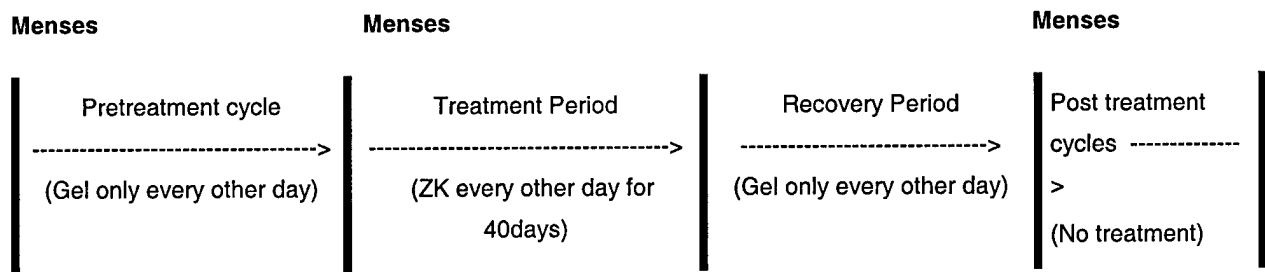 Menses
Menses
Menses
Pretreatment cycle
-------------------------------------->
(Gel only every other day)
Treatment Period
-------------------------------------->
(ZK every other day for
40days)
Recovery Period
-------------------------------->
(Gel only every other day)
Post treatment
cycles --------------
>
(No treatment)